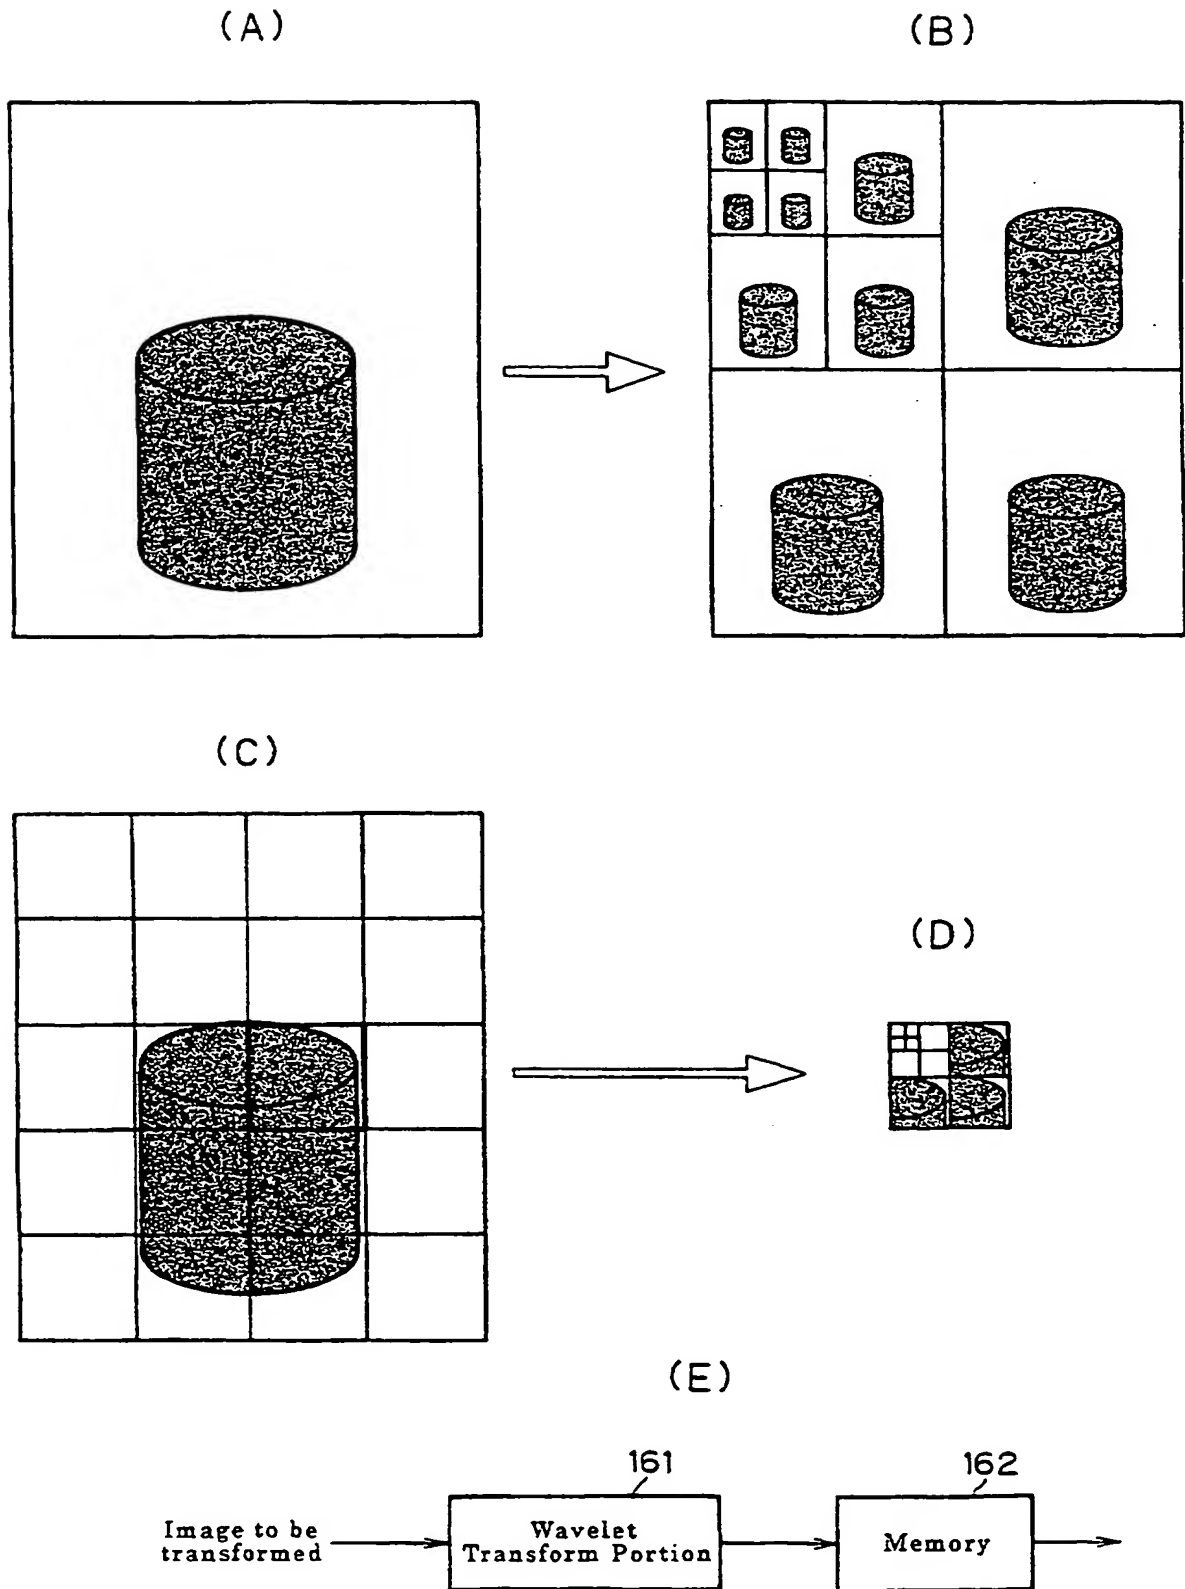 (A)
(B)
(C)
(D)
(E)
161
162
Image to be
transformed
Wavelet
Transform Portion
Memory